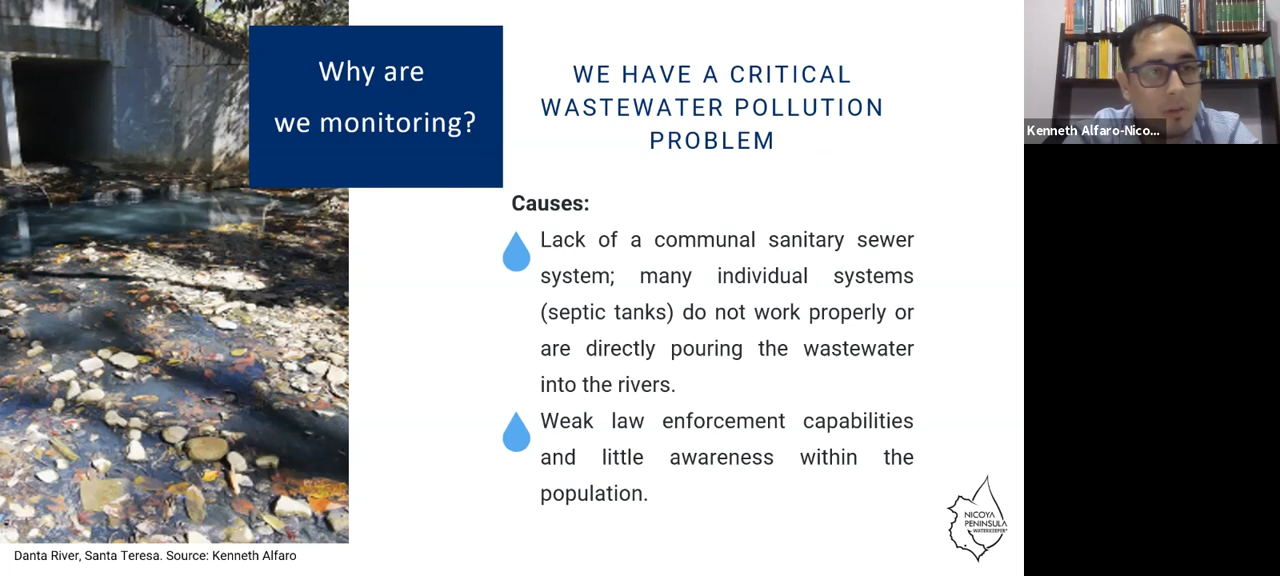 Why are
we monitoring?
WE HAVE A CRITICAL
WASTEWATER POLLUTION
PROBLEM
Causes:
Lack of a communal sanitary sewer
system; many individual systems
(septic tanks) do not work properly or
are directly pouring the wastewater
into the rivers.
Weak law enforcement capabilities
and little awareness within the
population.
NICOYA
PENINSULA
WATERKEEPER
Danta River, Santa Teresa. Source: Kenneth Alfaro
Kenneth Alfaro-Nico...